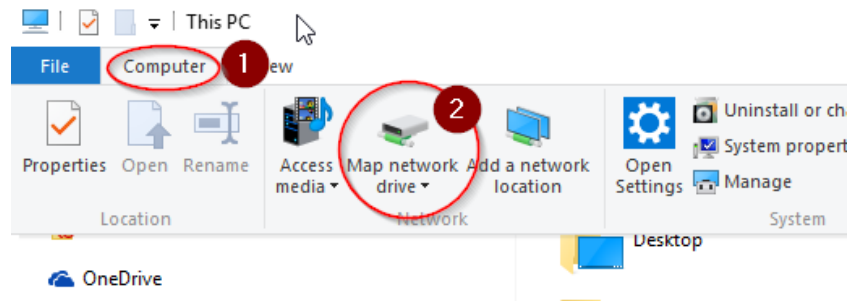 This PC
File Computer 1 ew
2
Properties Open Rename Access media Map network drive Add a network location Open Settings
Uninstall or cha
System propert
Manage
Location Network System
Desktop
OneDrive